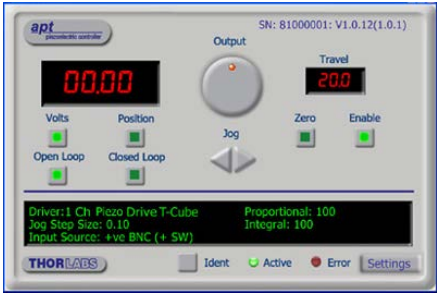 apt
piezoelectric controller
SN: 81000001: V1.0.12(1.0.1)
Output
Travel
00.00
20.0
Volts
Position
Zero
Enable
Jog
Open Loop
Closed Loop
Driver:1 Ch Piezo Drive T-Cube
Proportional: 100
Jog Step Size: 0.10
Integral: 100
Input Source: +ve BNC (+ SW)
THORLABS
Ident
Active
Error
Settings